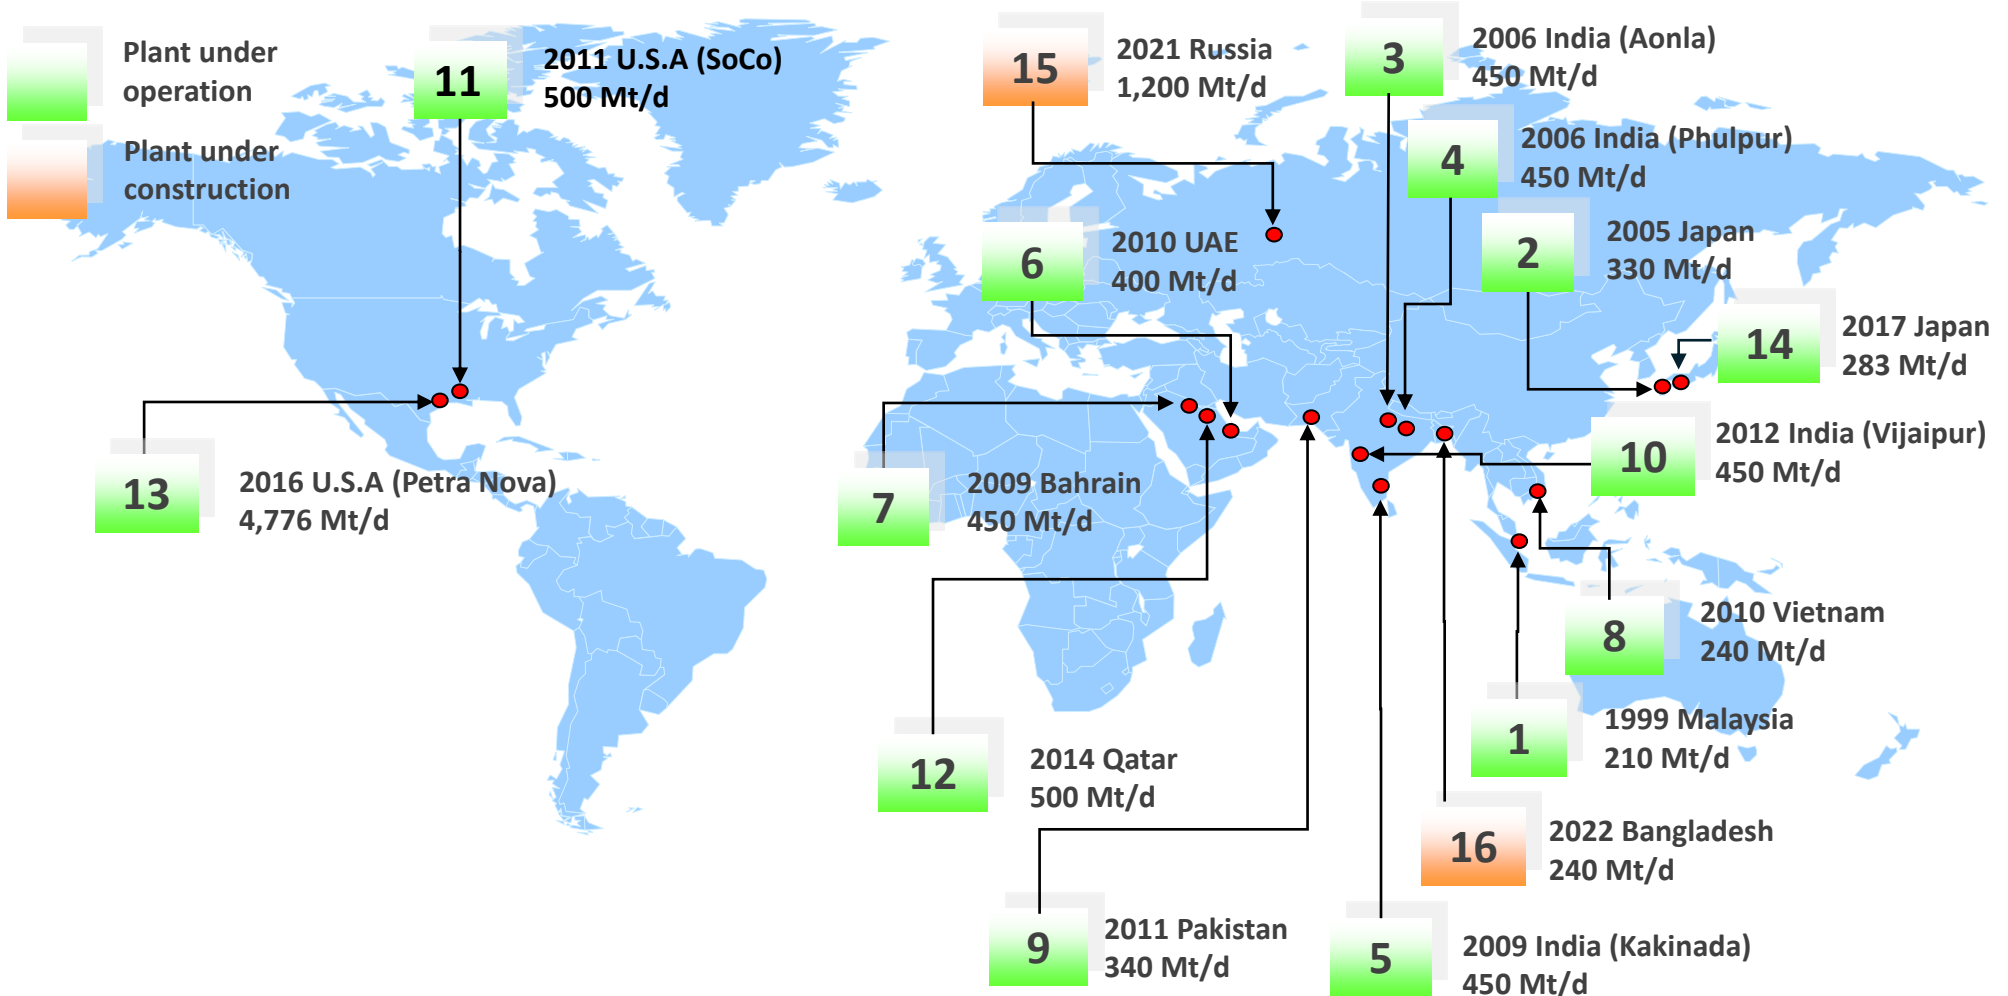 Plant under
operation
Plant under
construction
11
2011 U.S.A (SoCo)
500 Mt/d
15
2021 Russia
1,200 Mt/d
3
2006 India (Aonla)
450 Mt/d
4
2006 India (Phulpur)
450 Mt/d
6
2010 UAE
400 Mt/d
2
2005 Japan
330 Mt/d
14
2017 Japan
283 Mt/d
13
2016 U.S.A (Petra Nova)
4,776 Mt/d
7
2009 Bahrain
450 Mt/d
10
2012 India (Vijaipur)
450 Mt/d
8
2010 Vietnam
240 Mt/d
12
2014 Qatar
500 Mt/d
1
1999 Malaysia
210 Mt/d
16
2022 Bangladesh
240 Mt/d
9
2011 Pakistan
340 Mt/d
5
2009 India (Kakinada)
450 Mt/d